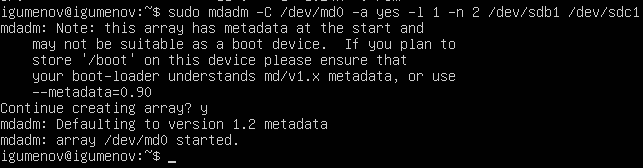 igumenov@igumenov:~$ sudo mdadm -C /dev/md0 -a yes -l 1 -n 2 /dev/sdb1 /dev/sdc1
mdadm: Note: this array has metadata at the start and
    may not be suitable as a boot device.  If you plan to
    store '/boot' on this device please ensure that
    your boot-loader understands md/v1.x metadata, or use
    --metadata=0.90
Continue creating array? y
mdadm: Defaulting to version 1.2 metadata
mdadm: array /dev/md0 started.
igumenov@igumenov:~$ _